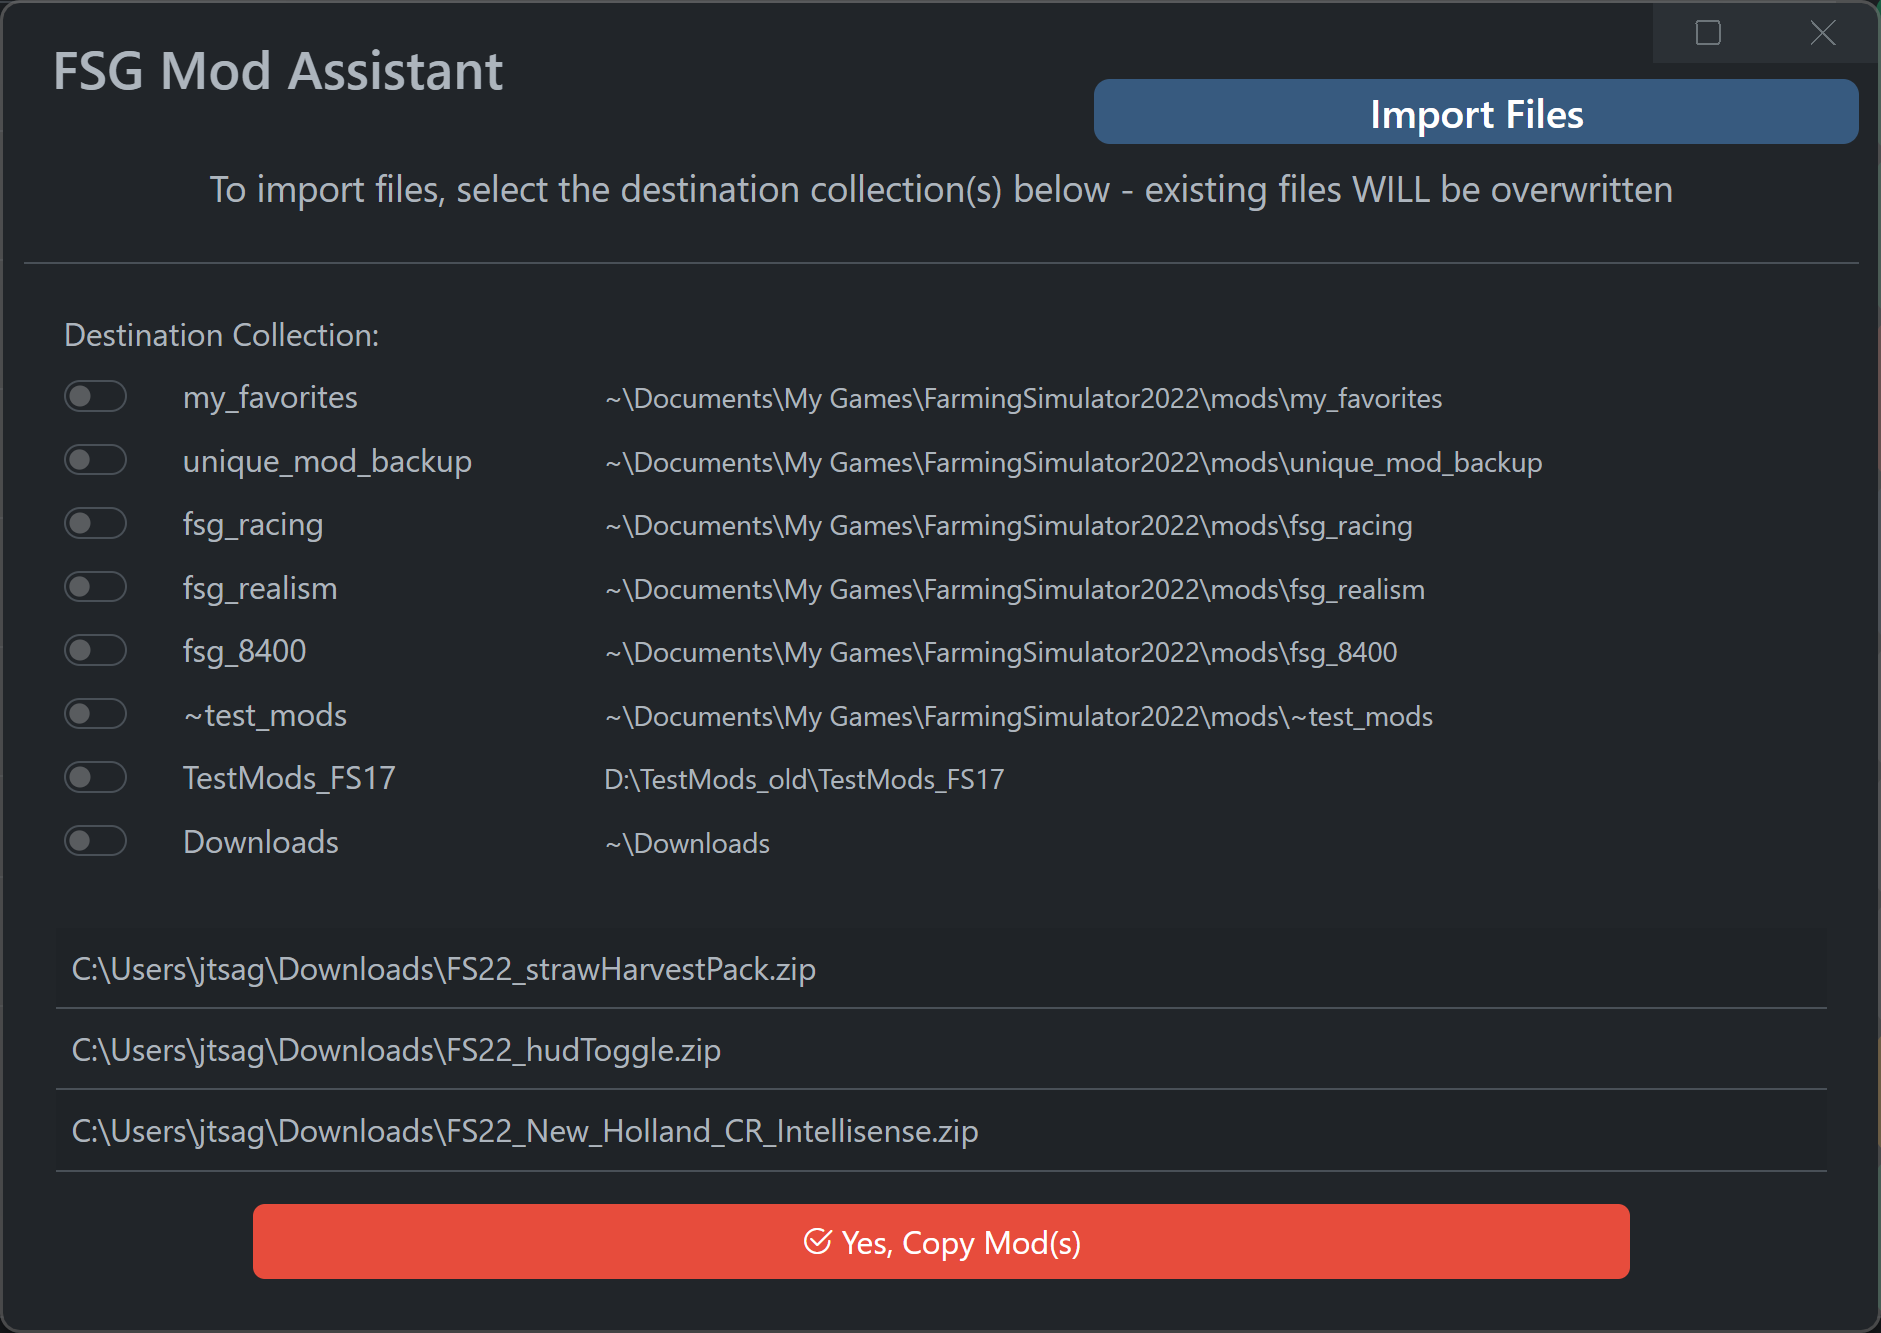 FSG Mod Assistant
Import Files
To import files, select the destination collection(s) below - existing files WILL be overwritten
Destination Collection:
my_favorites ~\Documents\My Games\FarmingSimulator2022\mods\my_favorites
unique_mod_backup ~\Documents\My Games\FarmingSimulator2022\mods\unique_mod_backup
fsg_racing ~\Documents\My Games\FarmingSimulator2022\mods\fsg_racing
fsg_realism ~\Documents\My Games\FarmingSimulator2022\mods\fsg_realism
fsg_8400 ~\Documents\My Games\FarmingSimulator2022\mods\fsg_8400
~test_mods ~\Documents\My Games\FarmingSimulator2022\mods\~test_mods
TestMods_FS17 D:\TestMods_old\TestMods_FS17
Downloads ~\Downloads
C:\Users\jtsag\Downloads\FS22_strawHarvestPack.zip
C:\Users\jtsag\Downloads\FS22_hudToggle.zip
C:\Users\jtsag\Downloads\FS22_New_Holland_CR_Intellisense.zip
Yes, Copy Mod(s)